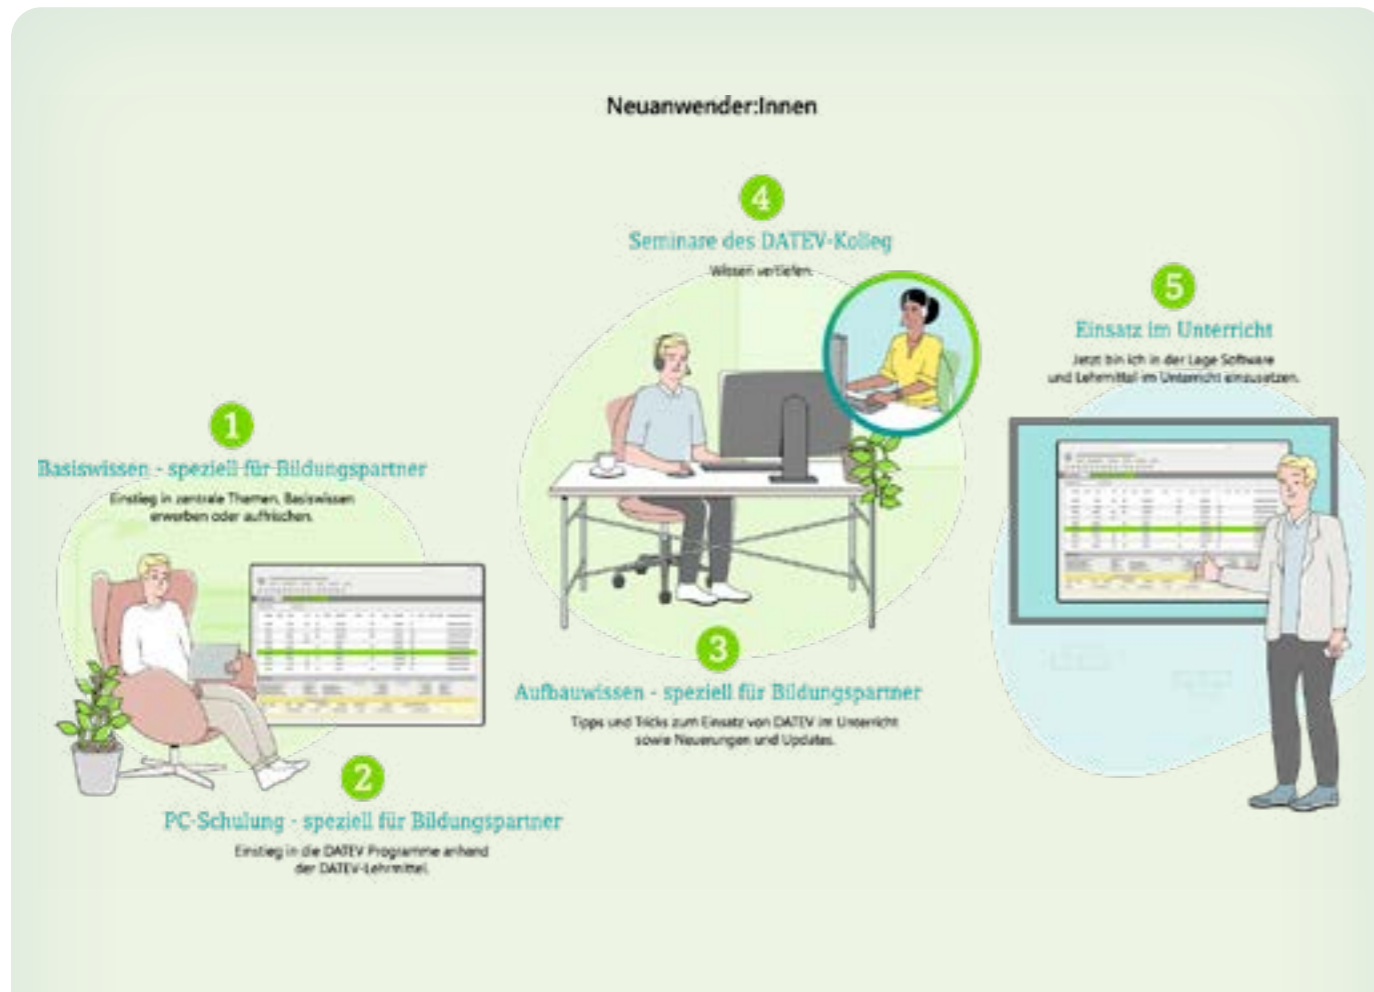 Neuanwender:Innen
1
Basiswissen - speziell für Bildungspartner
Einstieg in zentrale Themen, Basiswissen
erwerben oder auffrischen.
2
PC-Schulung - speziell für Bildungspartner
Einstieg in die DATEV Programme anhand
der DATEV-Lehrmittel.
3
Aufbauwissen - speziell für Bildungspartner
Tipps und Tricks zum Einsatz von DATEV im Unterricht
sowie Neuerungen und Updates.
4
Seminare des DATEV-Kolleg
Wissen vertiefen.
5
Einsatz im Unterricht
Jetzt bin ich in der Lage Software
und Lehrmittel im Unterricht einzusetzen.